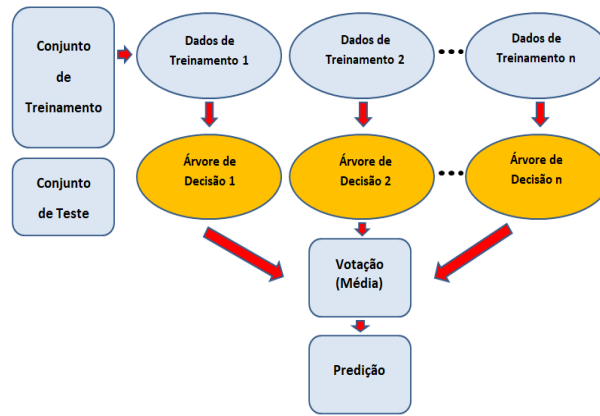 Conjunto
de
Treinamento
Dados de
Treinamento 1
Dados de
Treinamento 2
Dados de
Treinamento n
Conjunto
de Teste
Árvore de
Decisão 1
Árvore de
Decisão 2
Árvore de
Decisão n
Votação
(Média)
Predição